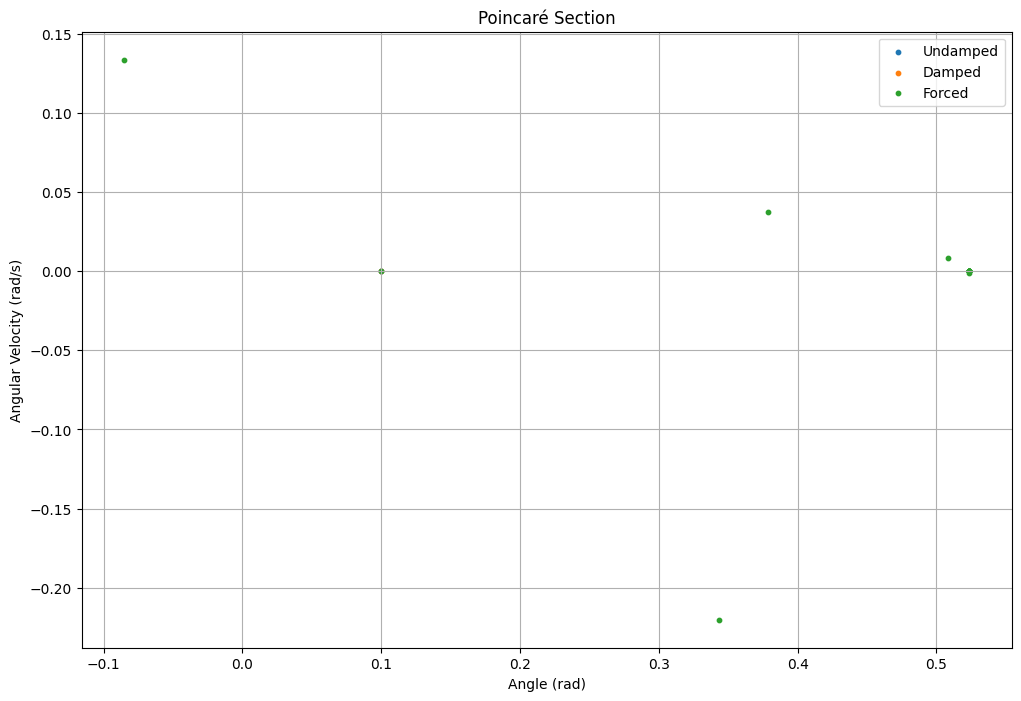 Poincaré Section
Undamped
Damped
Forced
0.15
0.10
0.05
0.00
−0.05
−0.10
−0.15
−0.20
Angular Velocity (rad/s)
−0.1
0.0
0.1
0.2
0.3
0.4
0.5
Angle (rad)